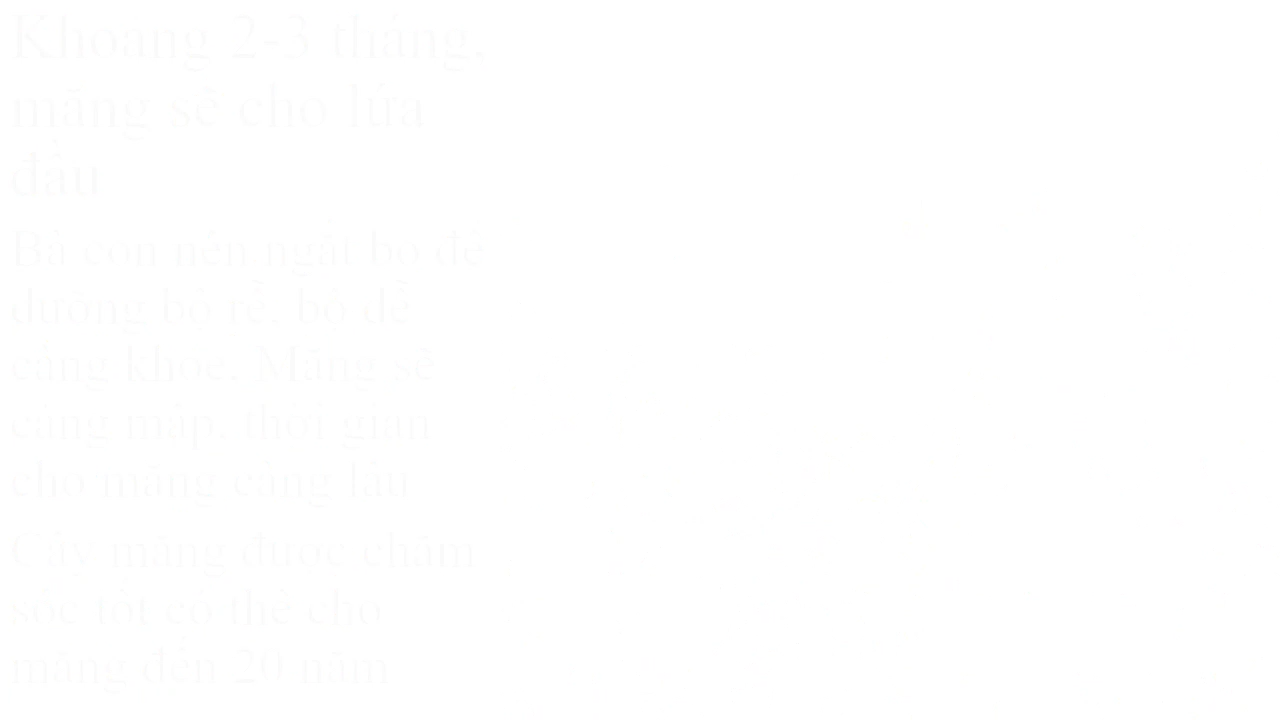 Khoảng 2-3 tháng,
măng sẽ cho lứa
đầu
Bà con nên ngắt bỏ để
dưỡng bộ rễ, bộ dễ
càng khỏe. Măng sẽ
càng mập, thời gian
cho măng càng lâu
Cây măng được chăm
sóc tốt có thể cho
măng đến 20 năm